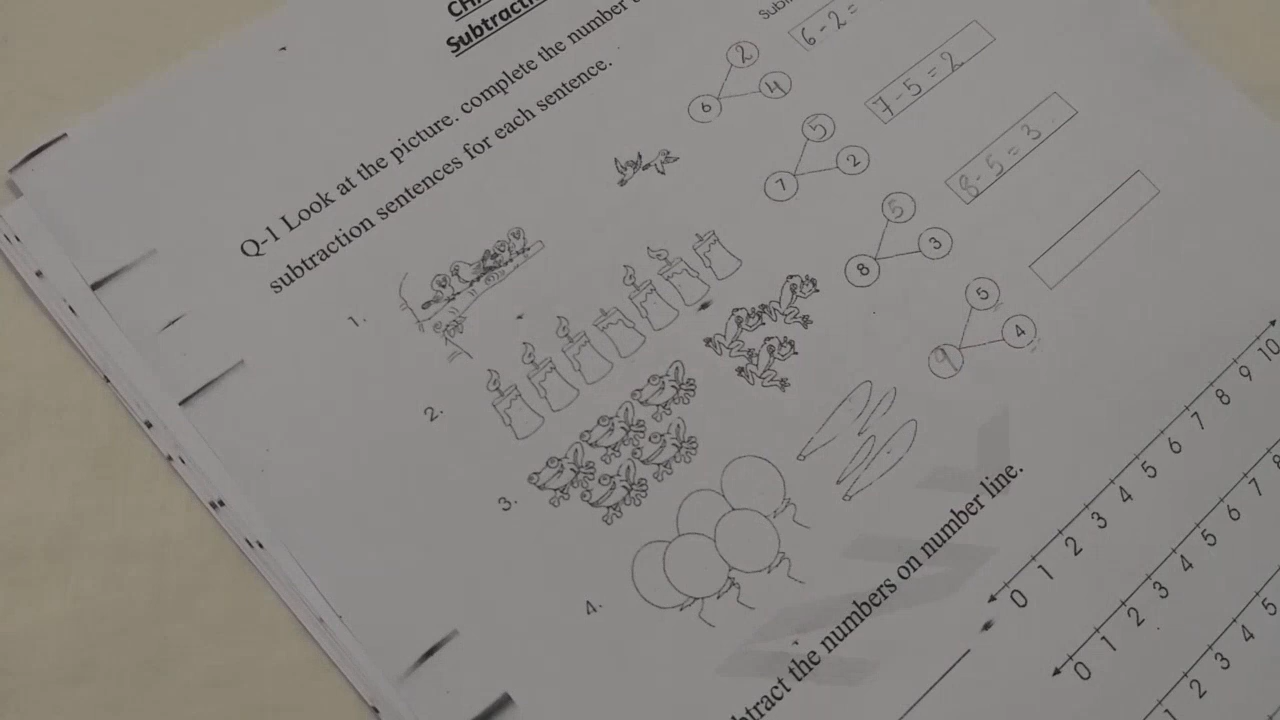 Subtracti
Q-1 Look at the picture. complete the number
subtraction sentences for each sentence.
1.
2
4
6
6 - 2 =
2.
5
2
7
7 - 5 = 2
3.
5
3
8
8 - 5 = 3
4.
5
4
9
btract the numbers on number line.
0 1 2 3 4 5 6 7 8 9 10
0 1 2 3 4 5 6 7 8
1 2 3 4 5